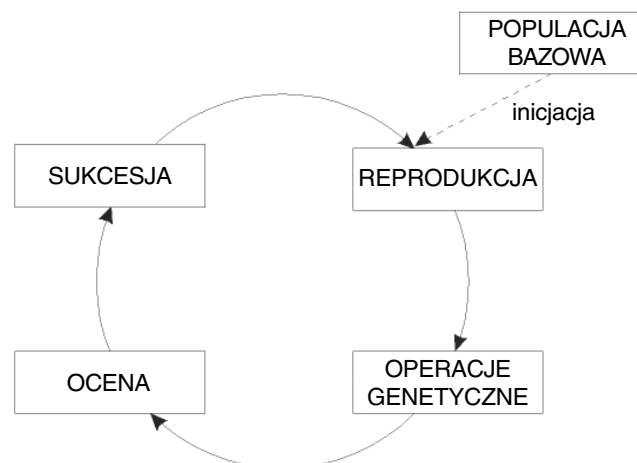 POPULACJA
BAZOWA
inicjacja
SUKCESJA
REPRODUKCJA
OCENA
OPERACJE
GENETYCZNE